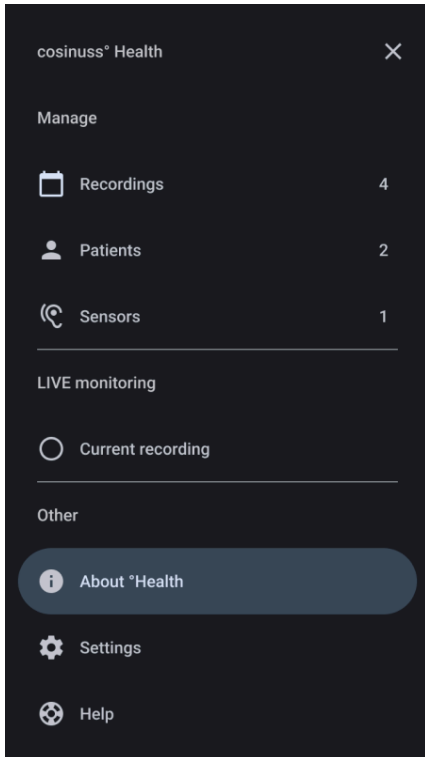 cosinuss° Health
Manage
Recordings 4
Patients 2
Sensors 1
LIVE monitoring
Current recording
Other
About °Health
Settings
Help